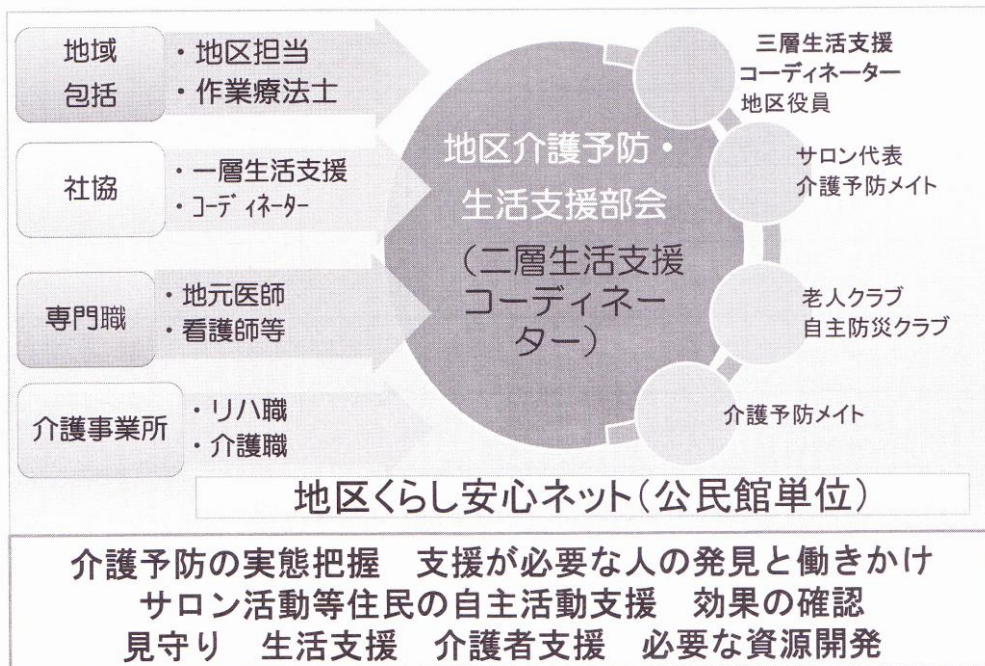 地域
包括
・地区担当
・作業療法士
社協
・一層生活支援
・コーディネーター
専門職
・地元医師
・看護師等
介護事業所
・リハ職
・介護職
地区介護予防・
生活支援部会
（二層生活支援
コーディネー
ター）
三層生活支援
コーディネーター
地区役員
サロン代表
介護予防メイト
老人クラブ
自主防災クラブ
介護予防メイト
地区くらし安心ネット（公民館単位）
介護予防の実態把握　支援が必要な人の発見と働きかけ
サロン活動等住民の自主活動支援　効果の確認
見守り　生活支援　介護者支援　必要な資源開発